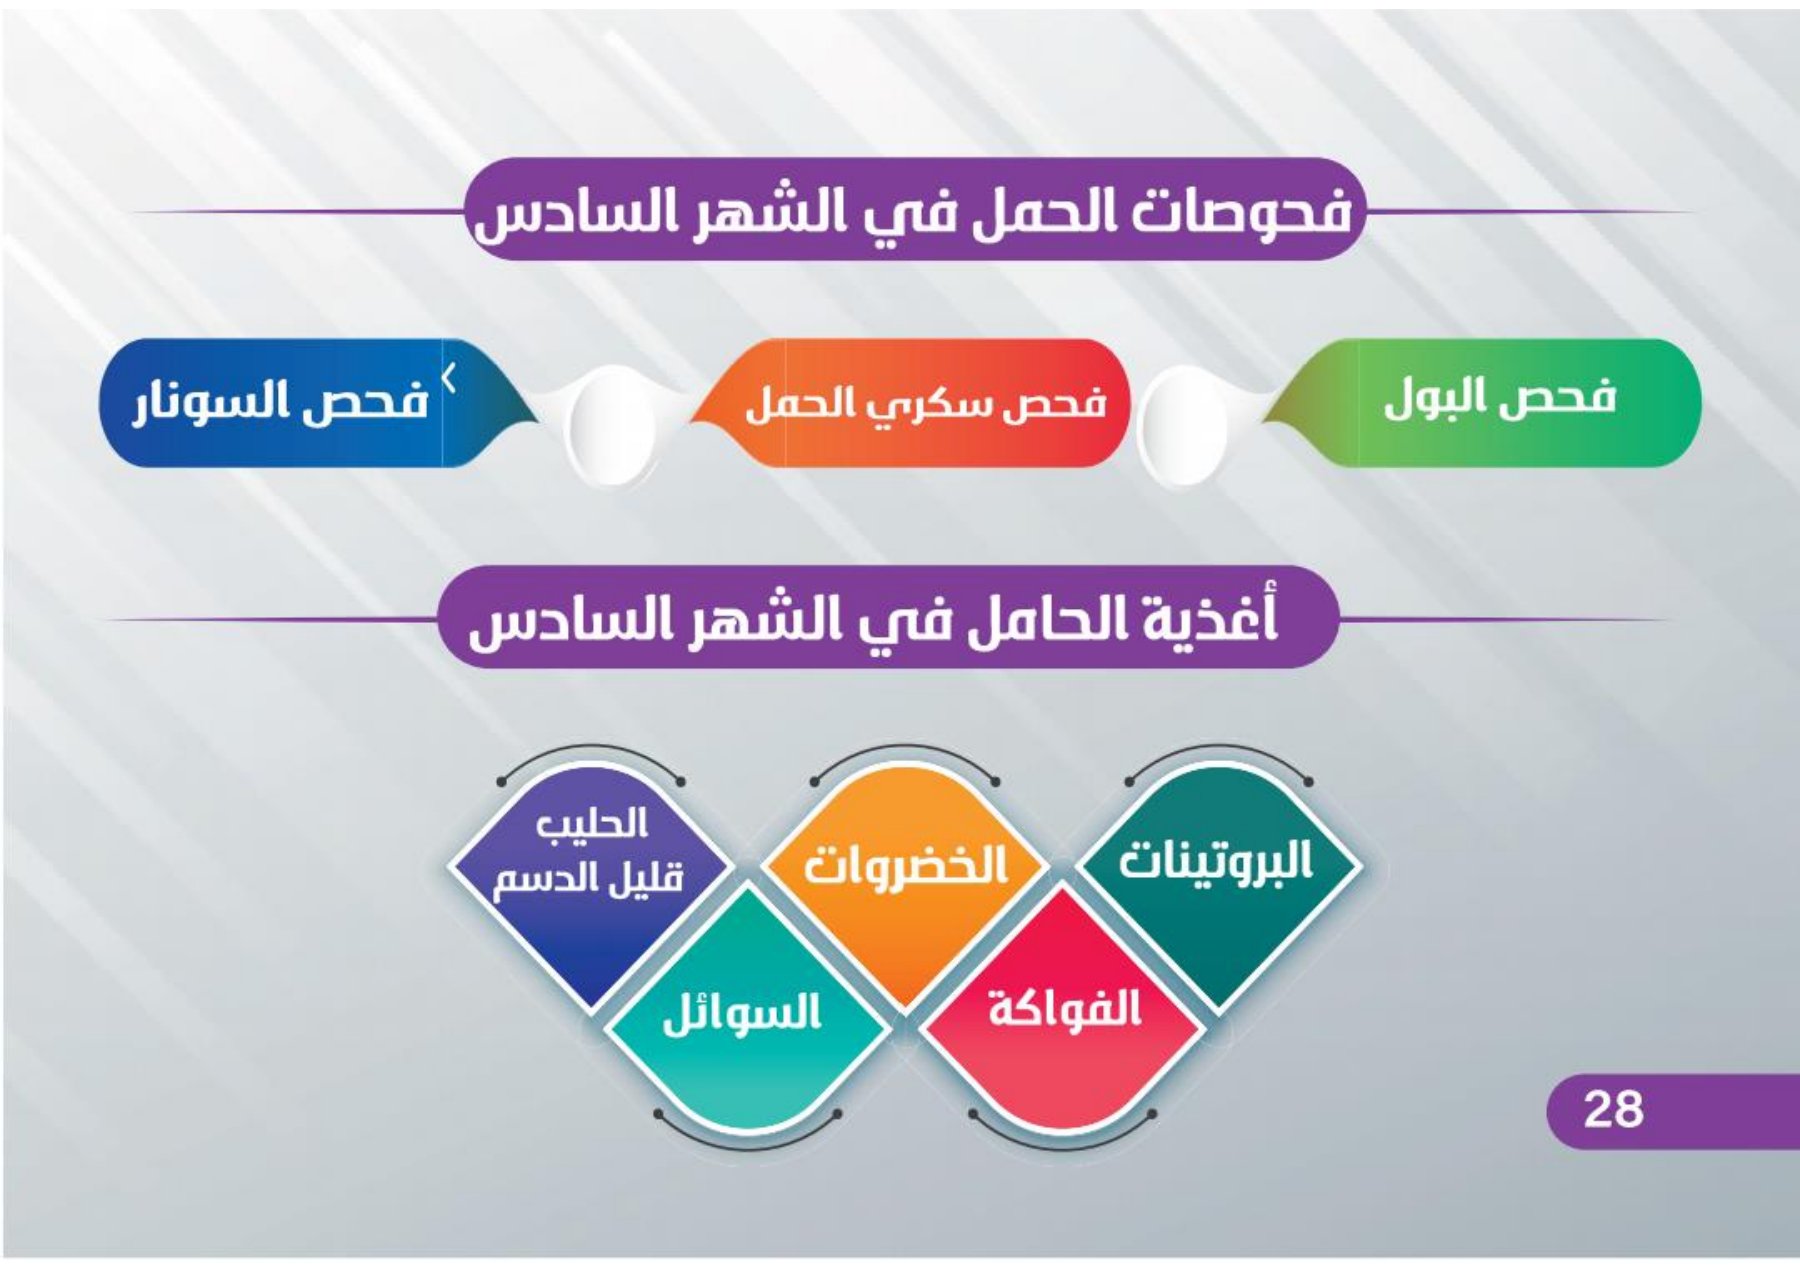 فحوصات الحمل في الشهر السادس
فحص البول
فحص سكري الحمل
فحص السونار
أغذية الحامل في الشهر السادس
البروتينات
الخضروات
الحليب
قليل الدسم
الفواكة
السوائل
28